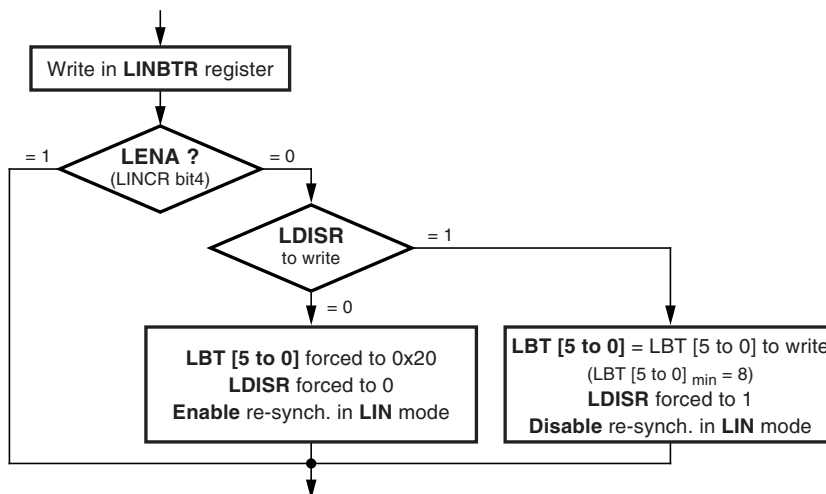 Write in LINBTR register
= 1
LENA ?
= 0
(LINCR bit4)
LDISR
= 1
to write
= 0
LBT [5 to 0] forced to 0x20
LDISR forced to 0
Enable re-synch. in LIN mode
LBT [5 to 0] = LBT [5 to 0] to write
(LBT [5 to 0] min = 8)
LDISR forced to 1
Disable re-synch. in LIN mode